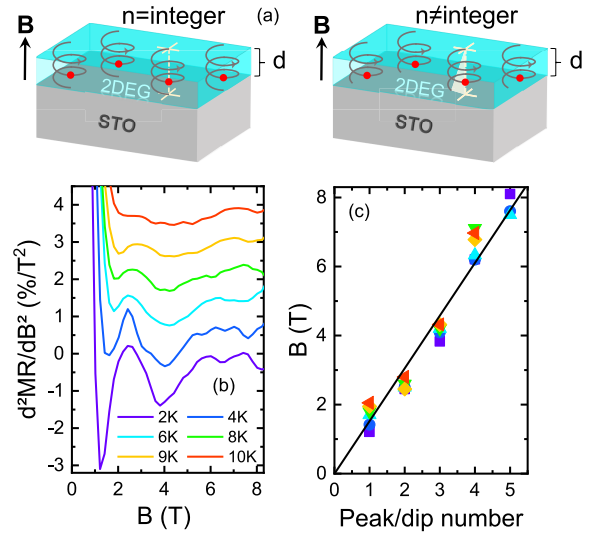 n=integer (a) n≠integer
B B
d d
2DEG 2DEG
STO STO
4
3
2
1
0
-1
-2
-3
d²MR/dB² (%/T²)
(b)
2K 4K
6K 8K
9K 10K
0 2 4 6 8
B (T)
(c)
8
6
4
2
0
B (T)
1 2 3 4 5
Peak/dip number